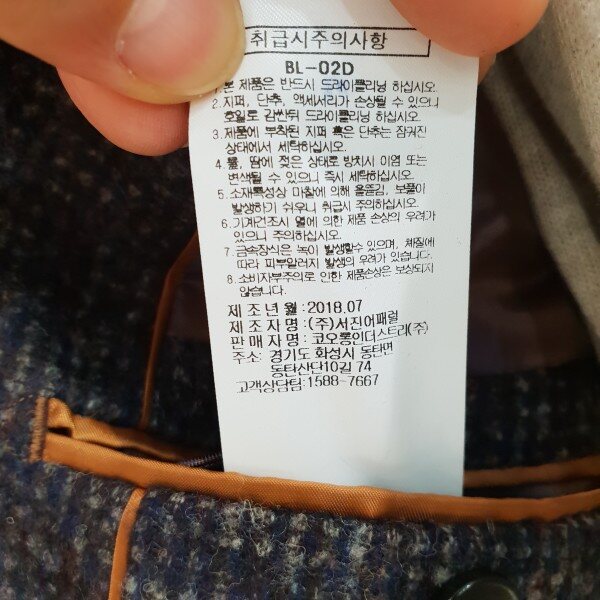 취급시주의사항
BL-02D
1. 본 제품은 반드시 드라이클리닝 하십시오.
2. 지퍼, 단추, 액세서리가 손상될 수 있으니
호일로 감싼뒤 드라이클리닝 하십시오.
3. 제품에 부착된 지퍼 혹은 단추는 잠겨진
상태에서 세탁하십시오.
4. 물, 땀에 젖은 상태로 방치시 이염 또는
변색될 수 있으니 즉시 세탁하십시오.
5. 소재특성상 마찰에 의해 올뜯김, 보풀이
발생하기 쉬우니 취급시 주의하십시오.
6. 기계건조시 열에 의한 제품 손상의 우려가
있으니 주의하십시오.
7. 금속장식은 녹이 발생할수 있으며, 체질에
따라 피부알러지 발생의 우려가 있습니다.
8. 소비자부주의로 인한 제품손상은 보상되지
않습니다.
제조년월 : 2018.07
제조자명 : (주)서진어패럴
판매자명 : 코오롱인더스트리(주)
주소: 경기도 화성시 동탄면
동탄산단10길 74
고객상담팀:1588-7667